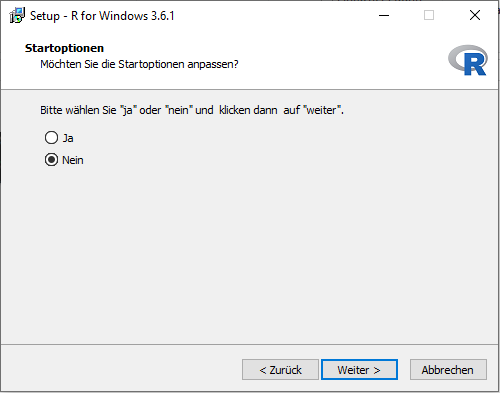 Setup - R for Windows 3.6.1
Startoptionen
Möchten Sie die Startoptionen anpassen?
R
Bitte wählen Sie "ja" oder "nein" und klicken dann auf "weiter".
Ja
Nein
< Zurück
Weiter >
Abbrechen